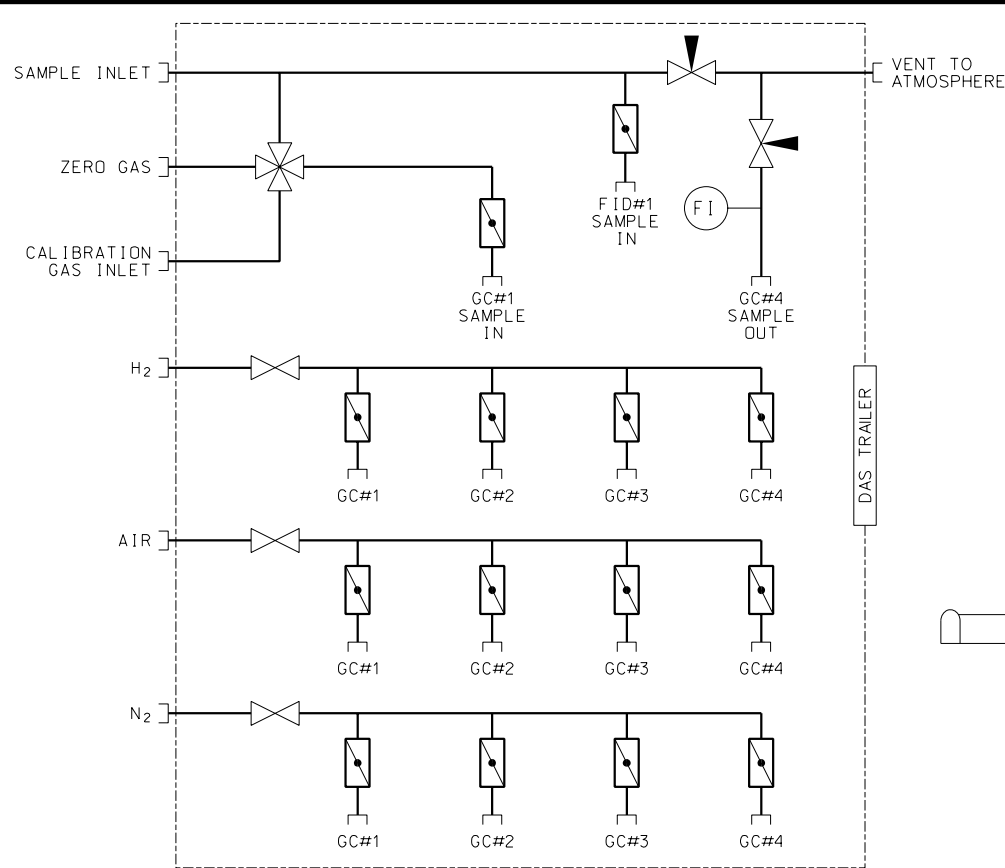 SAMPLE INLET
VENT TO
ATMOSPHERE
ZERO GAS
FID#1
SAMPLE
IN
FI
CALIBRATION
GAS INLET
GC#1
SAMPLE
IN
GC#4
SAMPLE
OUT
H2
GC#1 GC#2 GC#3 GC#4
DAS TRAILER
AIR
GC#1 GC#2 GC#3 GC#4
N2
GC#1 GC#2 GC#3 GC#4